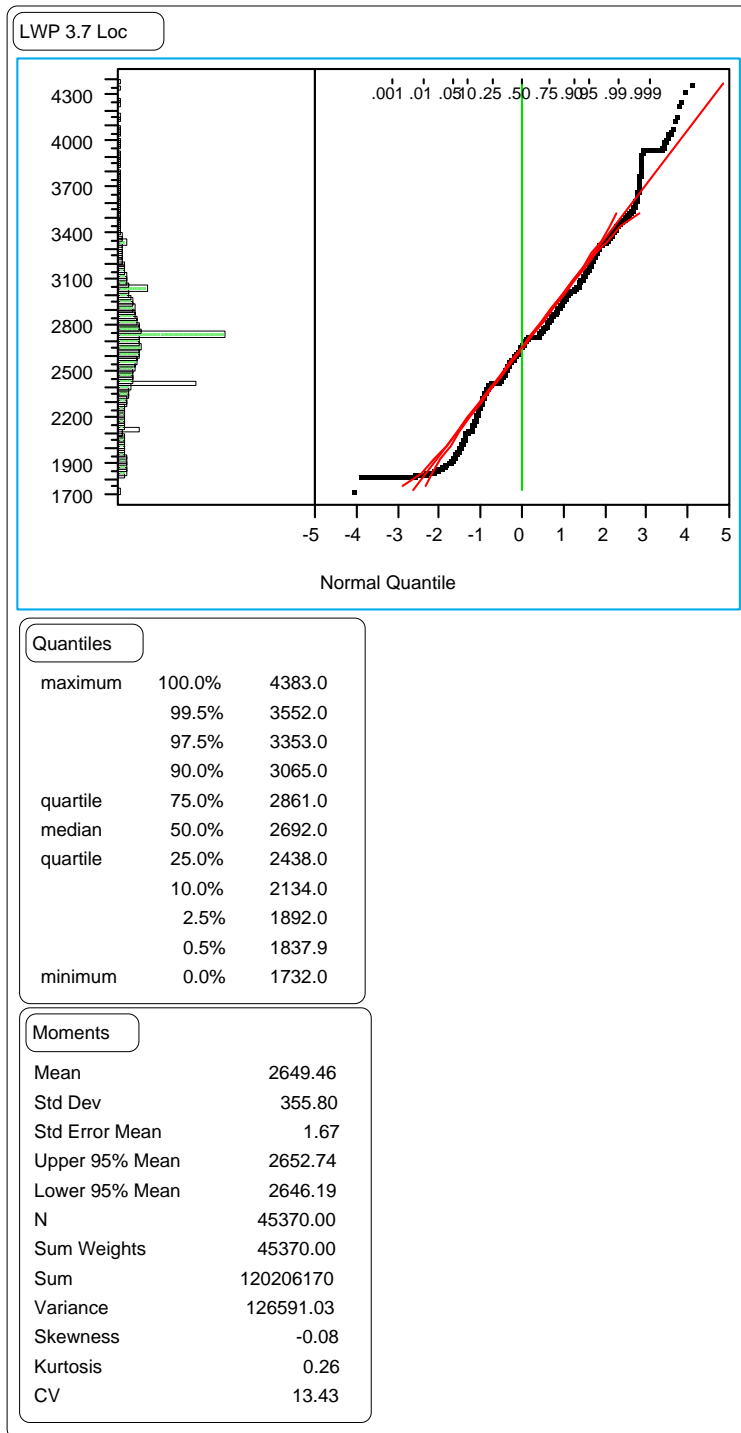 LWP 3.7 Loc
.001 .01 .05 .10 .25 .50 .75 .90 .95 .99 .999
4300
4000
3700
3400
3100
2800
2500
2200
1900
1700
-5 -4 -3 -2 -1 0 1 2 3 4 5
Normal Quantile
Quantiles
maximum 100.0% 4383.0
99.5% 3552.0
97.5% 3353.0
90.0% 3065.0
quartile 75.0% 2861.0
median 50.0% 2692.0
quartile 25.0% 2438.0
10.0% 2134.0
2.5% 1892.0
0.5% 1837.9
minimum 0.0% 1732.0
Moments
Mean 2649.46
Std Dev 355.80
Std Error Mean 1.67
Upper 95% Mean 2652.74
Lower 95% Mean 2646.19
N 45370.00
Sum Weights 45370.00
Sum 120206170
Variance 126591.03
Skewness -0.08
Kurtosis 0.26
CV 13.43